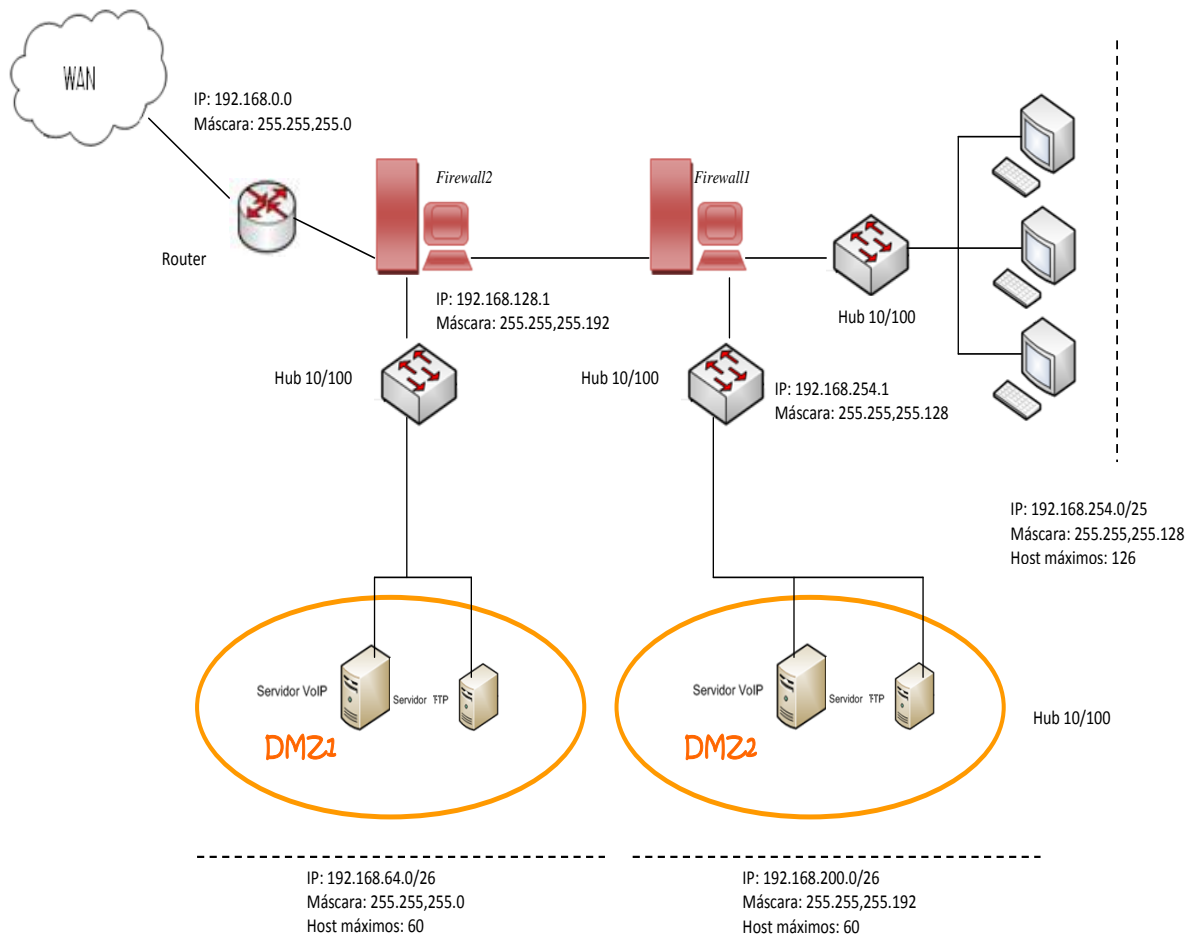 WAN
IP: 192.168.0.0
Máscara: 255.255,255.0
Firewall2
Firewall1
Router
Hub 10/100
IP: 192.168.128.1
Máscara: 255.255,255.192
Hub 10/100
Hub 10/100
IP: 192.168.254.1
Máscara: 255.255,255.128
IP: 192.168.254.0/25
Máscara: 255.255,255.128
Host máximos: 126
Servidor VoIP
Servidor FTP
DMZ1
Servidor VoIP
Servidor FTP
DMZ2
Hub 10/100
IP: 192.168.64.0/26
Máscara: 255.255,255.0
Host máximos: 60
IP: 192.168.200.0/26
Máscara: 255.255,255.192
Host máximos: 60